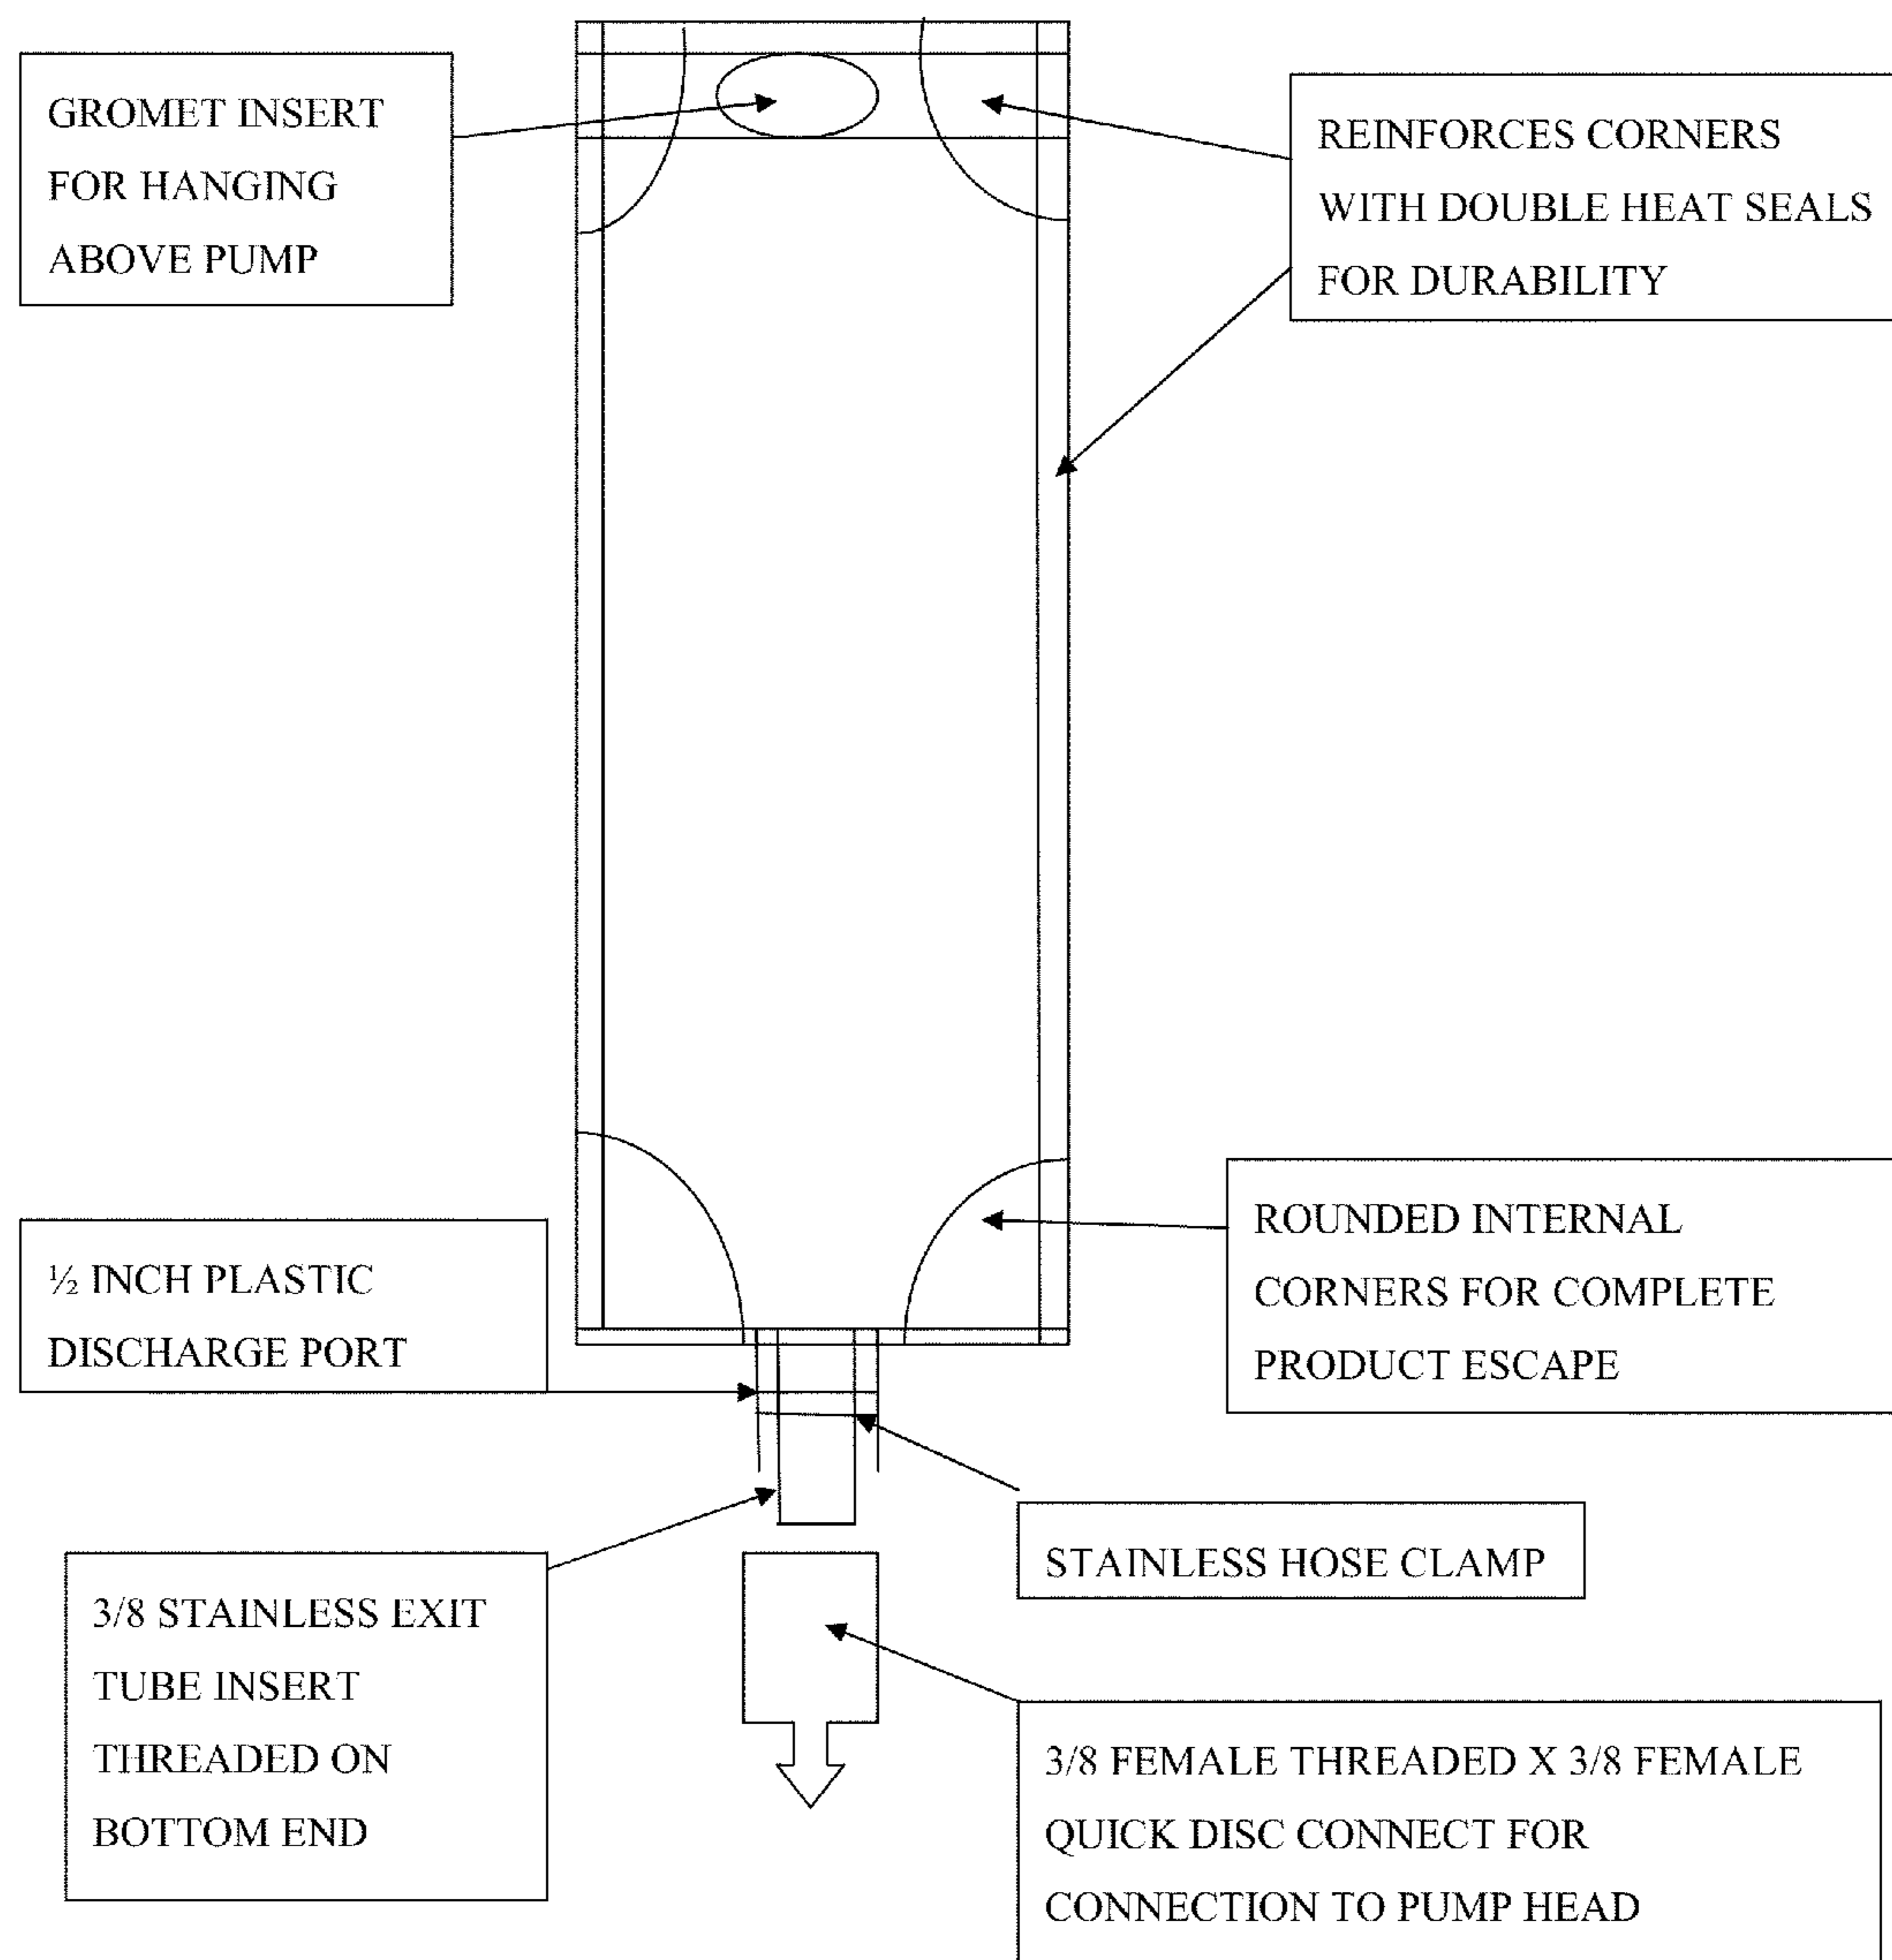 GROMET INSERT
FOR HANGING
ABOVE PUMP
REINFORCES CORNERS
WITH DOUBLE HEAT SEALS
FOR DURABILITY
½ INCH PLASTIC
DISCHARGE PORT
ROUNDED INTERNAL
CORNERS FOR COMPLETE
PRODUCT ESCAPE
STAINLESS HOSE CLAMP
3/8 STAINLESS EXIT
TUBE INSERT
THREADED ON
BOTTOM END
3/8 FEMALE THREADED X 3/8 FEMALE
QUICK DISC CONNECT FOR
CONNECTION TO PUMP HEAD